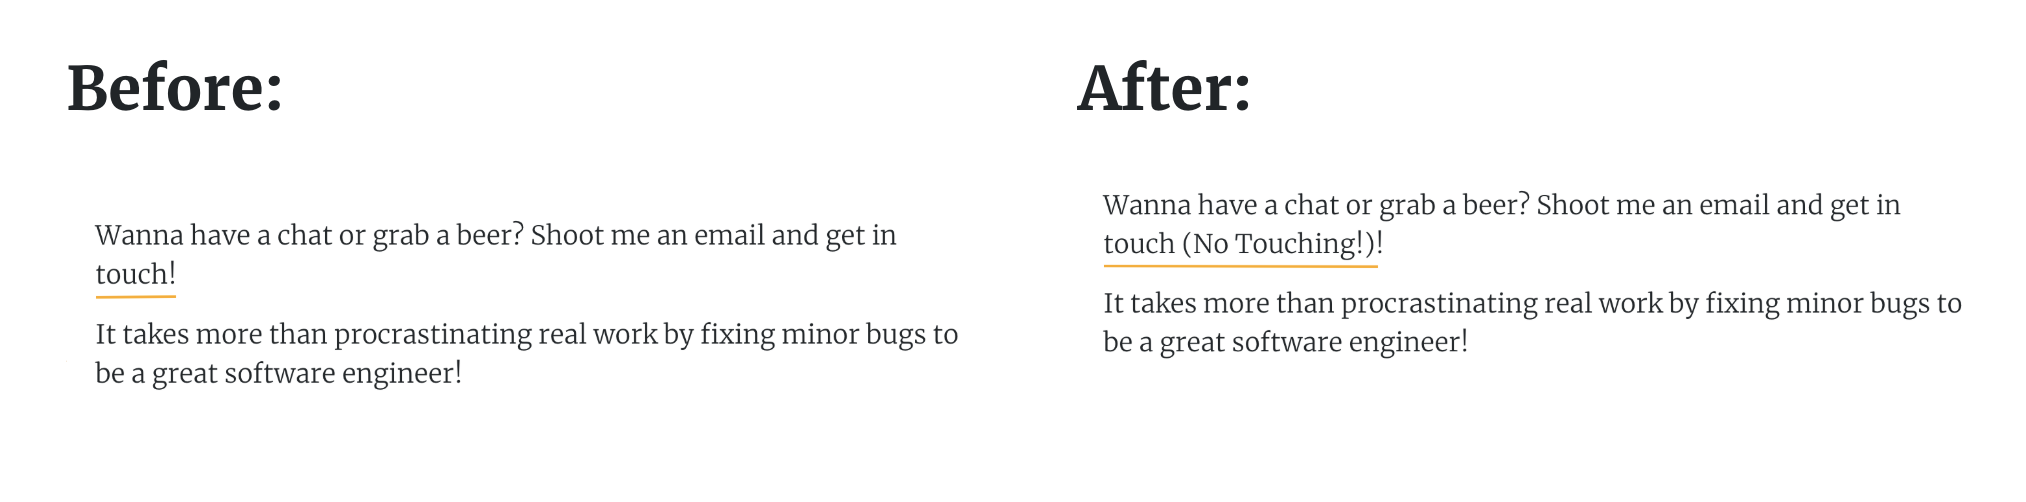 Before:
Wanna have a chat or grab a beer? Shoot me an email and get in
touch!
It takes more than procrastinating real work by fixing minor bugs to
be a great software engineer!
After:
Wanna have a chat or grab a beer? Shoot me an email and get in
touch (No Touching!)!
It takes more than procrastinating real work by fixing minor bugs to
be a great software engineer!